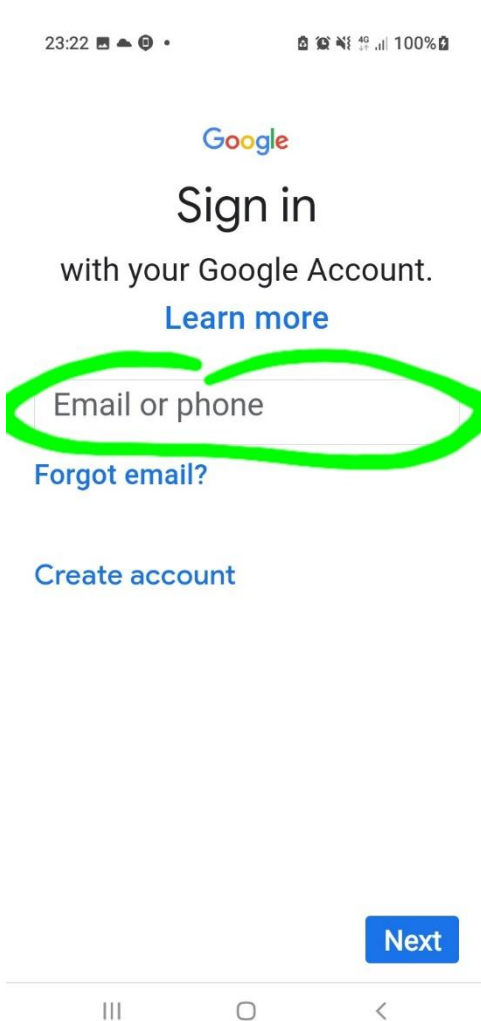 23:22
4G
100%
Google
Sign in
with your Google Account.
Learn more
Email or phone
Forgot email?
Create account
Next